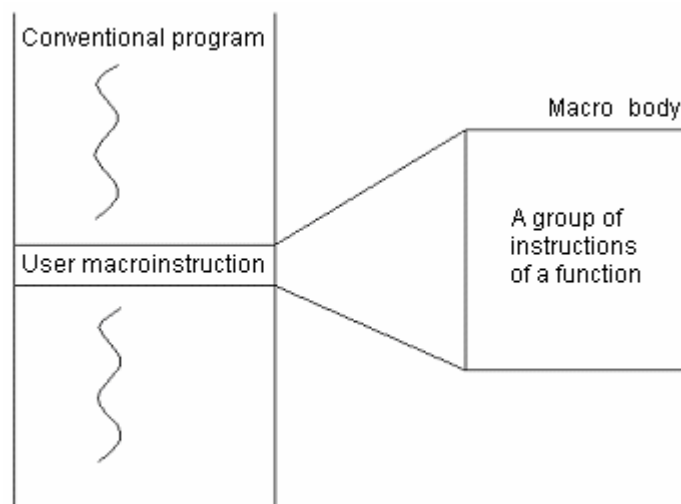 Conventional program
User macroinstruction
Macro body
A group of
instructions
of a function